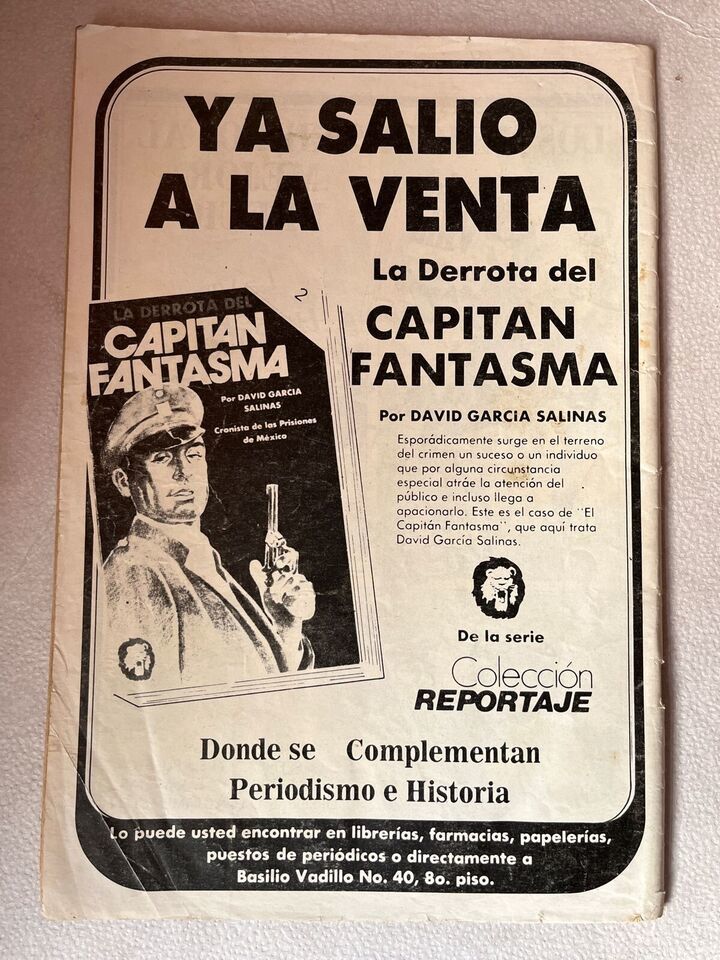 YA SALIO
A LA VENTA
La Derrota del
CAPITAN
FANTASMA
Por DAVID GARCIA SALINAS
Esporádicamente surge en el terreno
del crimen un suceso o un individuo
que por alguna circunstancia
especial atráe la atención del
público e incluso llega a
apacionarlo. Este es el caso de "El
Capitán Fantasma", que aquí trata
David García Salinas.
2
LA DERROTA DEL
CAPITAN
FANTASMA
Por DAVID GARCIA
SALINAS
Cronista de las Prisiones
de México
De la serie
Colección
REPORTAJE
Donde se Complementan
Periodismo e Historia
Lo puede usted encontrar en librerías, farmacias, papelerías,
puestos de periódicos o directamente a
Basilio Vadillo No. 40, 8o. piso.